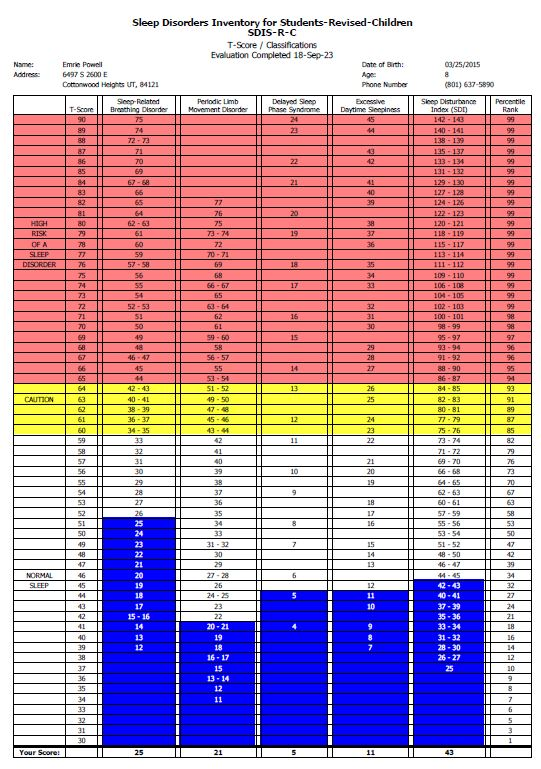 Sleep Disorders Inventory for Students-Revised-Children
SDIS-R-C
T-Score / Classifications
Evaluation Completed 18-Sep-23
Name: Emrie Powell Date of Birth: 03/25/2015
Address: 6497 S 2600 E Age: 8
Cottonwood Heights UT, 84121 Phone Number (801) 637-5890
Sleep-Related Periodic Limb Delayed Sleep Excessive Sleep Disturbance Percentile
T-Score Breathing Disorder Movement Disorder Phase Syndrome Daytime Sleepiness Index (SDI) Rank
90 75 24 45 142 - 143 99
89 74 23 44 140 - 141 99
88 72 - 73 138 - 139 99
87 71 43 135 - 137 99
86 70 22 42 133 - 134 99
85 69 131 - 132 99
84 67 - 68 21 41 129 - 130 99
83 66 40 127 - 128 99
82 65 77 39 124 - 126 99
81 64 76 20 122 - 123 99
HIGH 80 62 - 63 75 38 120 - 121 99
RISK 79 61 73 - 74 19 37 118 - 119 99
OF A 78 60 72 36 115 - 117 99
SLEEP 77 59 70 - 71 113 - 114 99
DISORDER 76 57 - 58 69 18 35 111 - 112 99
75 56 68 34 109 - 110 99
74 55 66 - 67 17 33 106 - 108 99
73 54 65 104 - 105 99
72 52 - 53 63 - 64 32 102 - 103 99
71 51 62 16 31 100 - 101 98
70 50 61 30 98 - 99 98
69 49 59 - 60 15 95 - 97 97
68 48 58 29 93 - 94 96
67 46 - 47 56 - 57 28 91 - 92 96
66 45 55 14 27 88 - 90 95
65 44 53 - 54 86 - 87 94
64 42 - 43 51 - 52 13 26 84 - 85 93
CAUTION 63 40 - 41 49 - 50 25 82 - 83 91
62 38 - 39 47 - 48 80 - 81 89
61 36 - 37 45 - 46 12 24 77 - 79 87
60 34 - 35 43 - 44 23 75 - 76 85
59 33 42 11 22 73 - 74 82
58 32 41 71 - 72 79
57 31 40 21 69 - 70 76
56 30 39 10 20 66 - 68 73
55 29 38 19 64 - 65 70
54 28 37 9 62 - 63 67
53 27 36 18 60 - 61 63
52 26 35 17 57 - 59 58
51 25 34 8 16 55 - 56 54
50 24 33 53 - 54 50
49 23 31 - 32 7 15 51 - 52 47
48 22 30 14 48 - 50 42
47 21 29 13 46 - 47 39
NORMAL 46 20 27 - 28 6 44 - 45 34
SLEEP 45 19 26 12 42 - 43 32
44 18 24 - 25 5 11 40 - 41 27
43 17 23 10 37 - 39 24
42 15 - 16 22 35 - 36 21
41 14 20 - 21 4 9 33 - 34 18
40 13 19 8 31 - 32 16
39 12 18 7 28 - 30 14
38 16 - 17 26 - 27 12
37 15 25 10
36 13 - 14 9
35 12 8
34 11 7
33 6
32 5
31 3
30 1
Your Score: 25 21 5 11 43